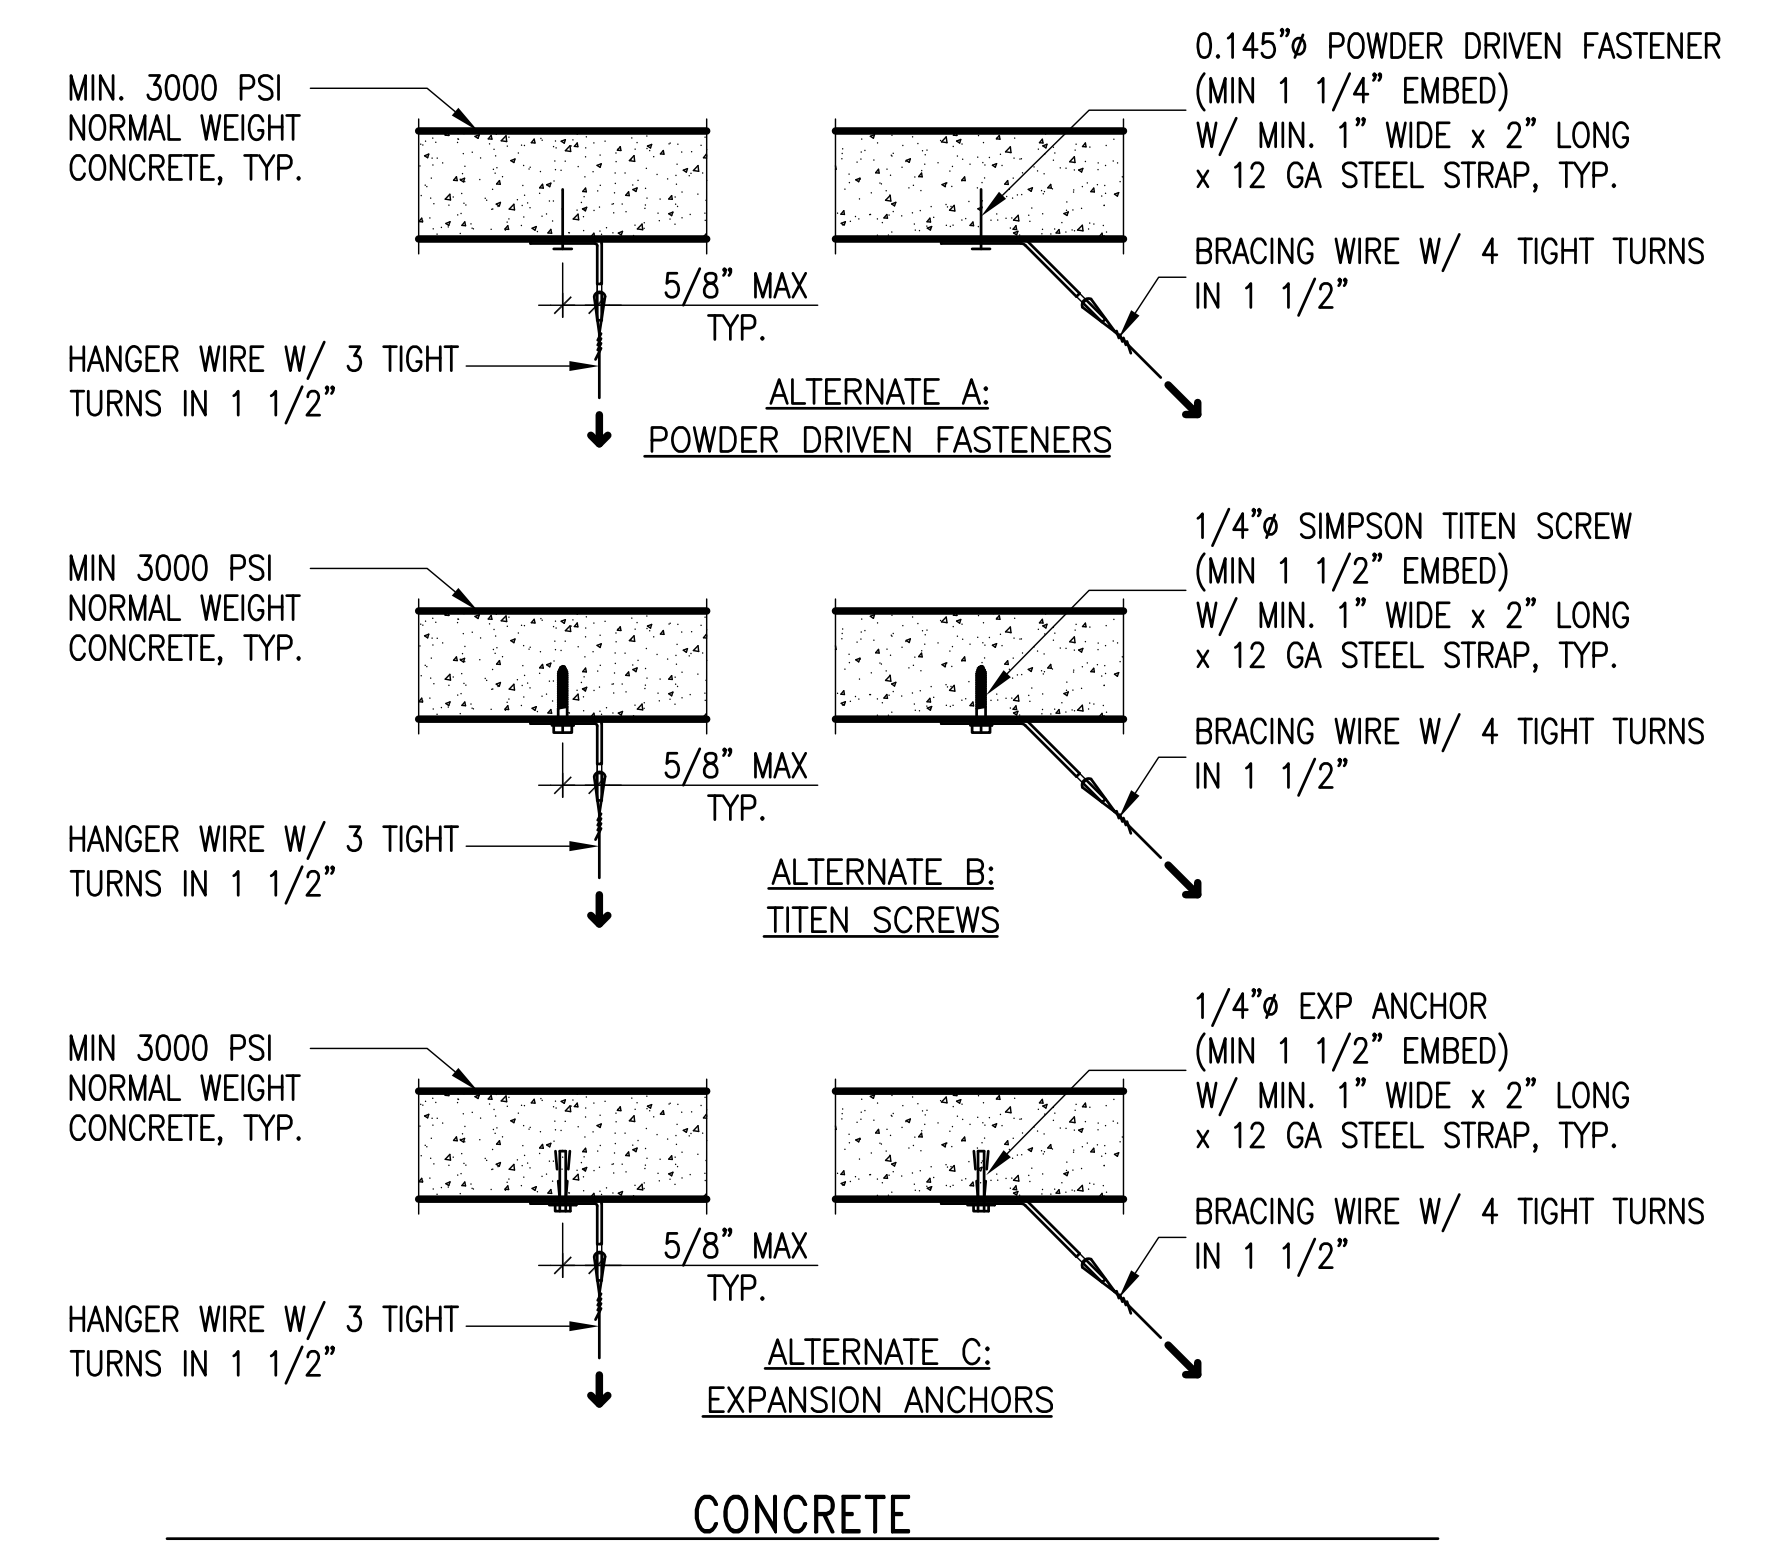 MIN. 3000 PSI
NORMAL WEIGHT
CONCRETE, TYP.
0.145"ø POWDER DRIVEN FASTENER
(MIN 1 1/4" EMBED)
W/ MIN. 1" WIDE x 2" LONG
x 12 GA STEEL STRAP, TYP.
BRACING WIRE W/ 4 TIGHT TURNS
IN 1 1/2"
5/8" MAX
TYP.
HANGER WIRE W/ 3 TIGHT
TURNS IN 1 1/2"
ALTERNATE A:
POWDER DRIVEN FASTENERS
MIN 3000 PSI
NORMAL WEIGHT
CONCRETE, TYP.
1/4"ø SIMPSON TITEN SCREW
(MIN 1 1/2" EMBED)
W/ MIN. 1" WIDE x 2" LONG
x 12 GA STEEL STRAP, TYP.
BRACING WIRE W/ 4 TIGHT TURNS
IN 1 1/2"
5/8" MAX
TYP.
HANGER WIRE W/ 3 TIGHT
TURNS IN 1 1/2"
ALTERNATE B:
TITEN SCREWS
MIN 3000 PSI
NORMAL WEIGHT
CONCRETE, TYP.
1/4"ø EXP ANCHOR
(MIN 1 1/2" EMBED)
W/ MIN. 1" WIDE x 2" LONG
x 12 GA STEEL STRAP, TYP.
BRACING WIRE W/ 4 TIGHT TURNS
IN 1 1/2"
5/8" MAX
TYP.
HANGER WIRE W/ 3 TIGHT
TURNS IN 1 1/2"
ALTERNATE C:
EXPANSION ANCHORS
CONCRETE